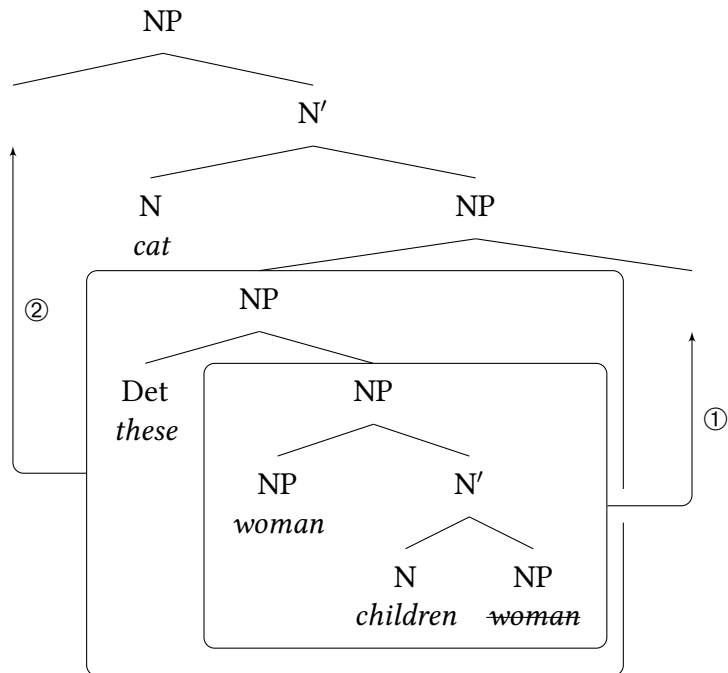 NP
N′
N NP
cat
NP
②
Det NP
these
①
NP N′
woman
N NP
children woman